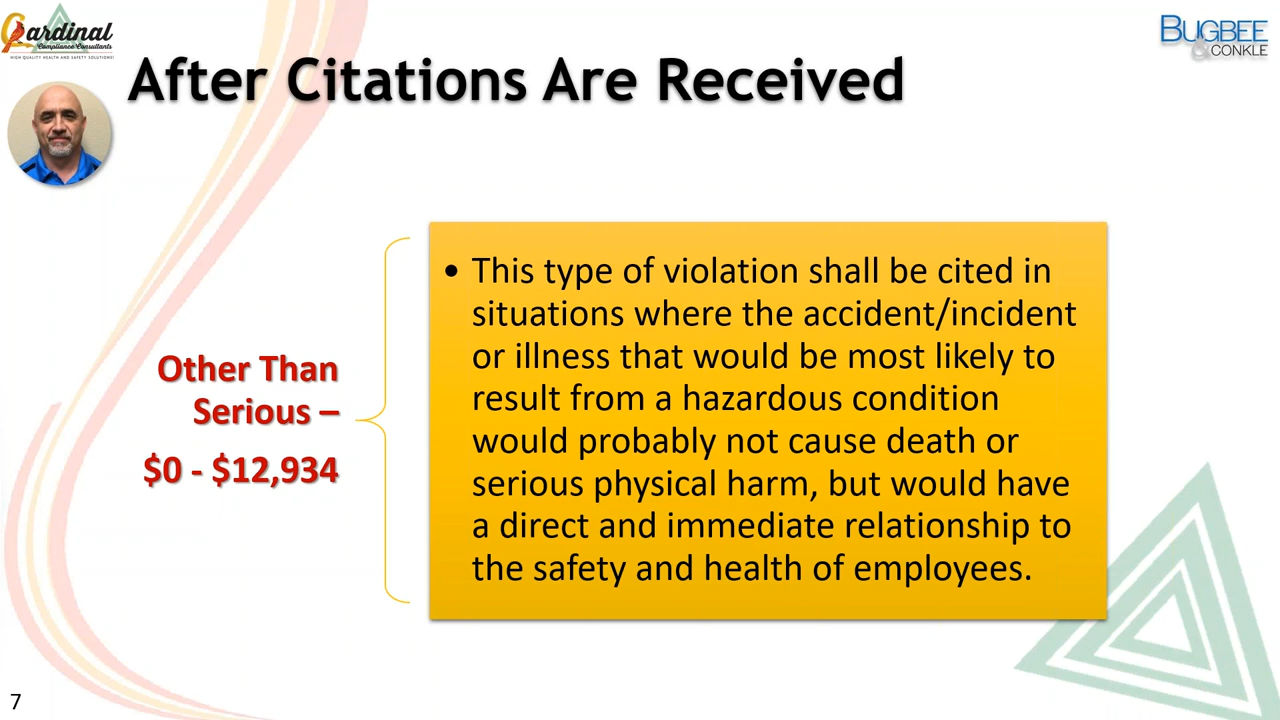 Cardinal
Compliance Consultants
HIGH QUALITY HEALTH AND SAFETY SOLUTIONS!
BUGBEE
& CONKLE
After Citations Are Received
Other Than
Serious –
$0 - $12,934
• This type of violation shall be cited in
situations where the accident/incident
or illness that would be most likely to
result from a hazardous condition
would probably not cause death or
serious physical harm, but would have
a direct and immediate relationship to
the safety and health of employees.
7